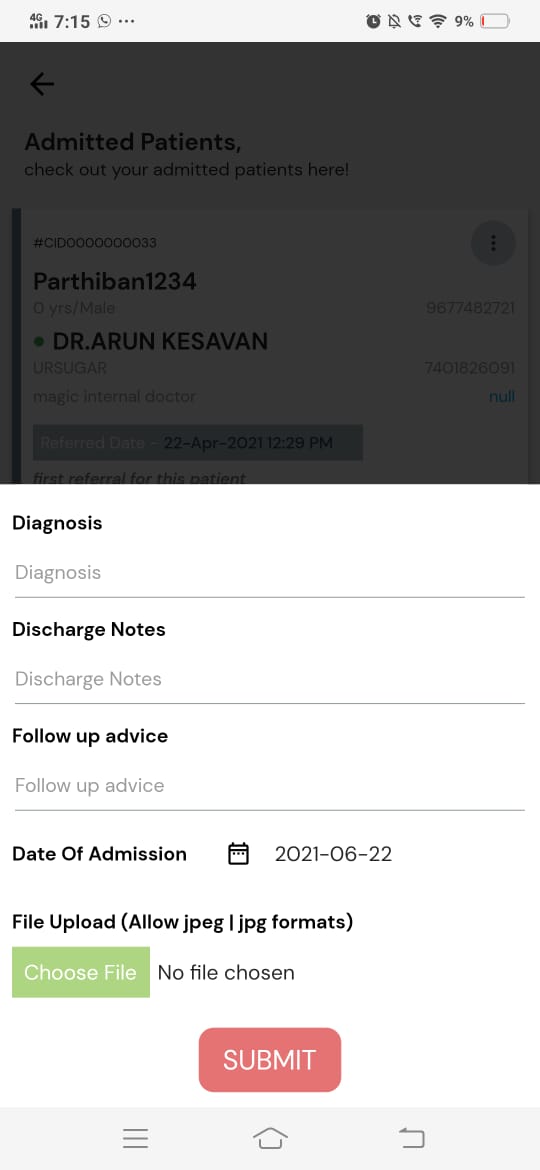 4G 7:15 ... 9%
Admitted Patients,
check out your admitted patients here!
#CID0000000033
Parthiban1234
0 yrs/Male 9677482721
DR.ARUN KESAVAN
URSUGAR 7401826091
magic internal doctor null
Referred Date - 22-Apr-2021 12:29 PM
first referral for this patient
Diagnosis
Diagnosis
Discharge Notes
Discharge Notes
Follow up advice
Follow up advice
Date Of Admission 2021-06-22
File Upload (Allow jpeg | jpg formats)
Choose File No file chosen
SUBMIT